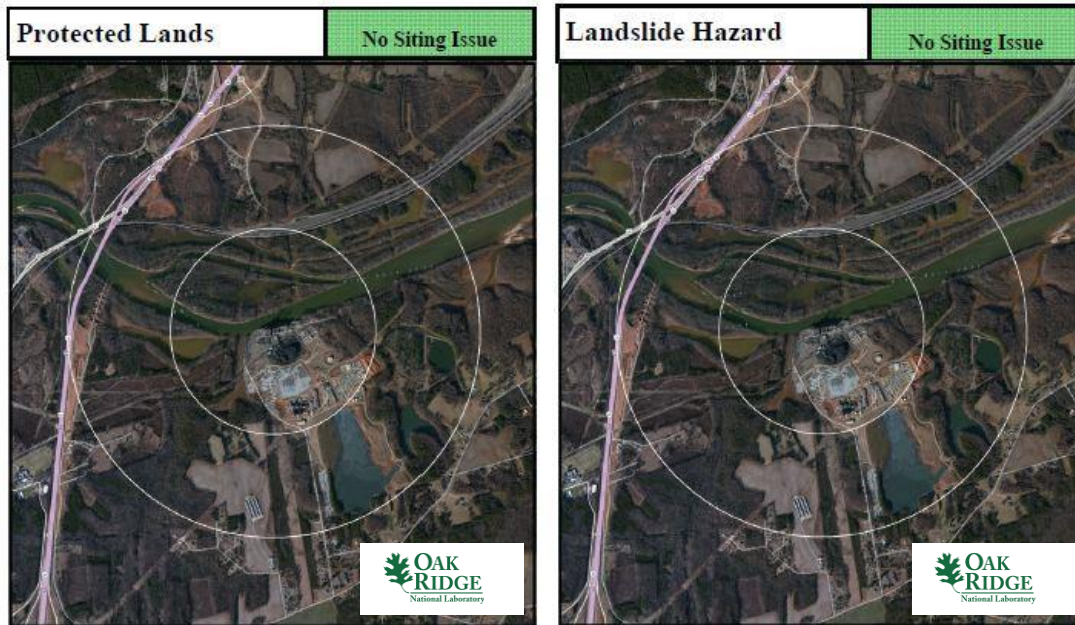 Protected Lands
No Siting Issue
OAK
RIDGE
National Laboratory
Landslide Hazard
No Siting Issue
OAK
RIDGE
National Laboratory